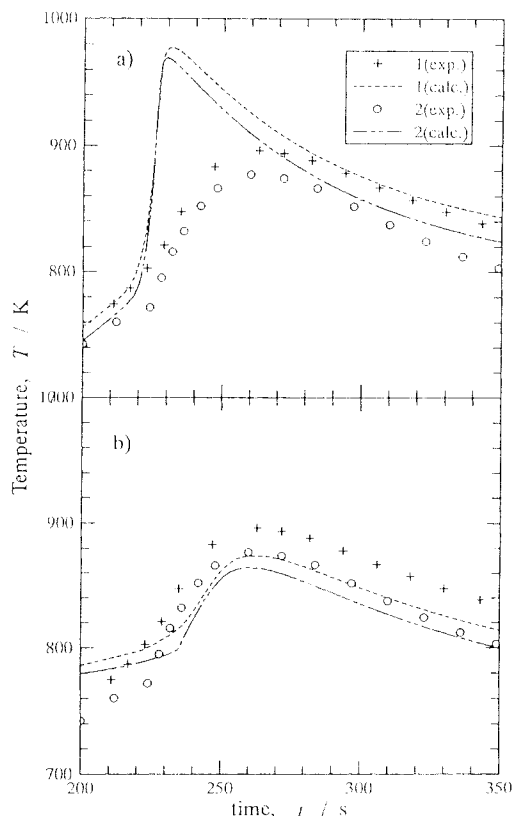 1000
a)
+ 1(exp.)
1(calc.)
2(exp.)
2(calc.)
900
800
1000
Temperature, T / K
b)
900
800
700
200 250 300 350
time, t / s